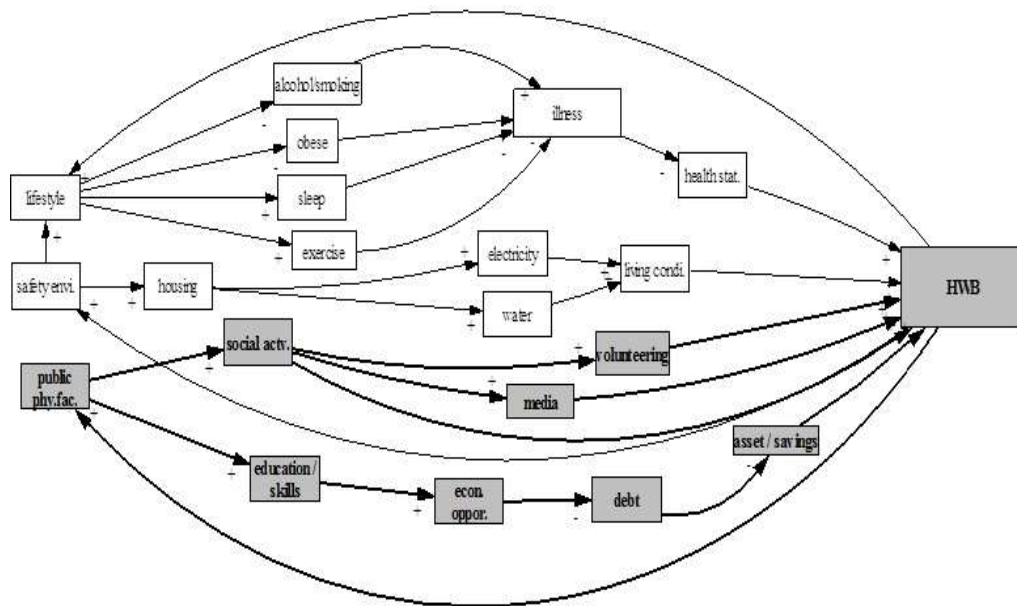 alcohol/smoking
illness
obese
health stat.
lifestyle
sleep
exercise
electricity
safety envi.
housing
living condi.
HWB
water
social actv.
volunteering
public
phy.fac.
media
asset / savings
education /
skills
econ.
oppor.
debt